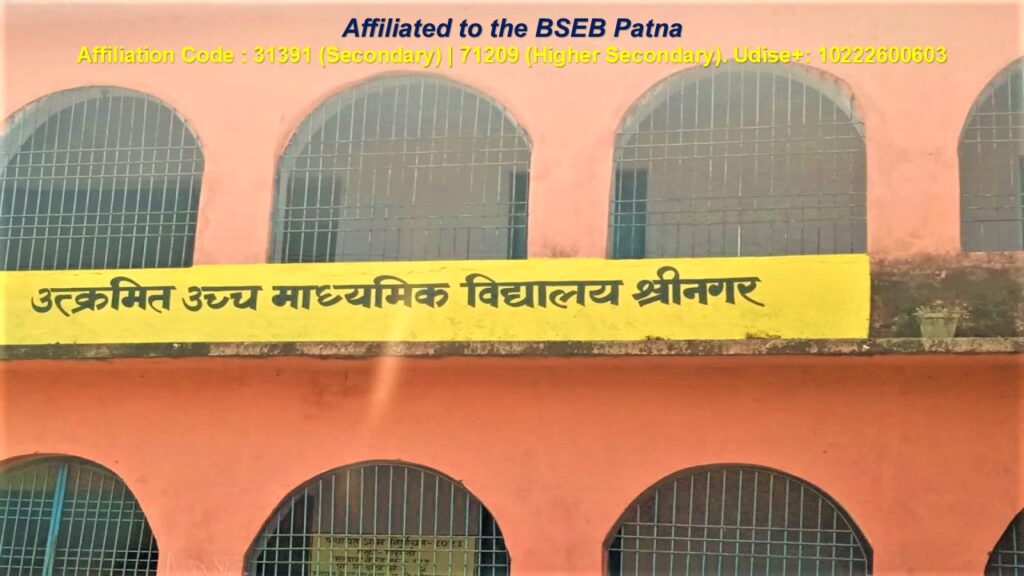 Affiliated to the BSEB Patna
Affiliation Code : 31391 (Secondary) | 71209 (Higher Secondary). Udise+: 10222600603
उत्क्रमित उच्च माध्यमिक विद्यालय श्रीनगर